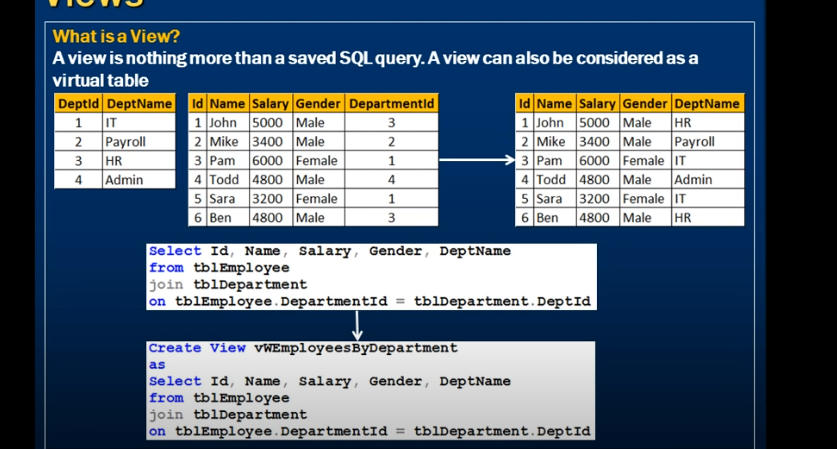 Views
What is a View?
A view is nothing more than a saved SQL query. A view can also be considered as a
virtual table
DeptId DeptName
1 IT
2 Payroll
3 HR
4 Admin
Id Name Salary Gender DepartmentId
1 John 5000 Male 3
2 Mike 3400 Male 2
3 Pam 6000 Female 1
4 Todd 4800 Male 4
5 Sara 3200 Female 1
6 Ben 4800 Male 3
Id Name Salary Gender DeptName
1 John 5000 Male HR
2 Mike 3400 Male Payroll
3 Pam 6000 Female IT
4 Todd 4800 Male Admin
5 Sara 3200 Female IT
6 Ben 4800 Male HR
Select Id, Name, Salary, Gender, DeptName
from tblEmployee
join tblDepartment
on tblEmployee.DepartmentId = tblDepartment.DeptId
Create View vWEmployeesByDepartment
as
Select Id, Name, Salary, Gender, DeptName
from tblEmployee
join tblDepartment
on tblEmployee.DepartmentId = tblDepartment.DeptId